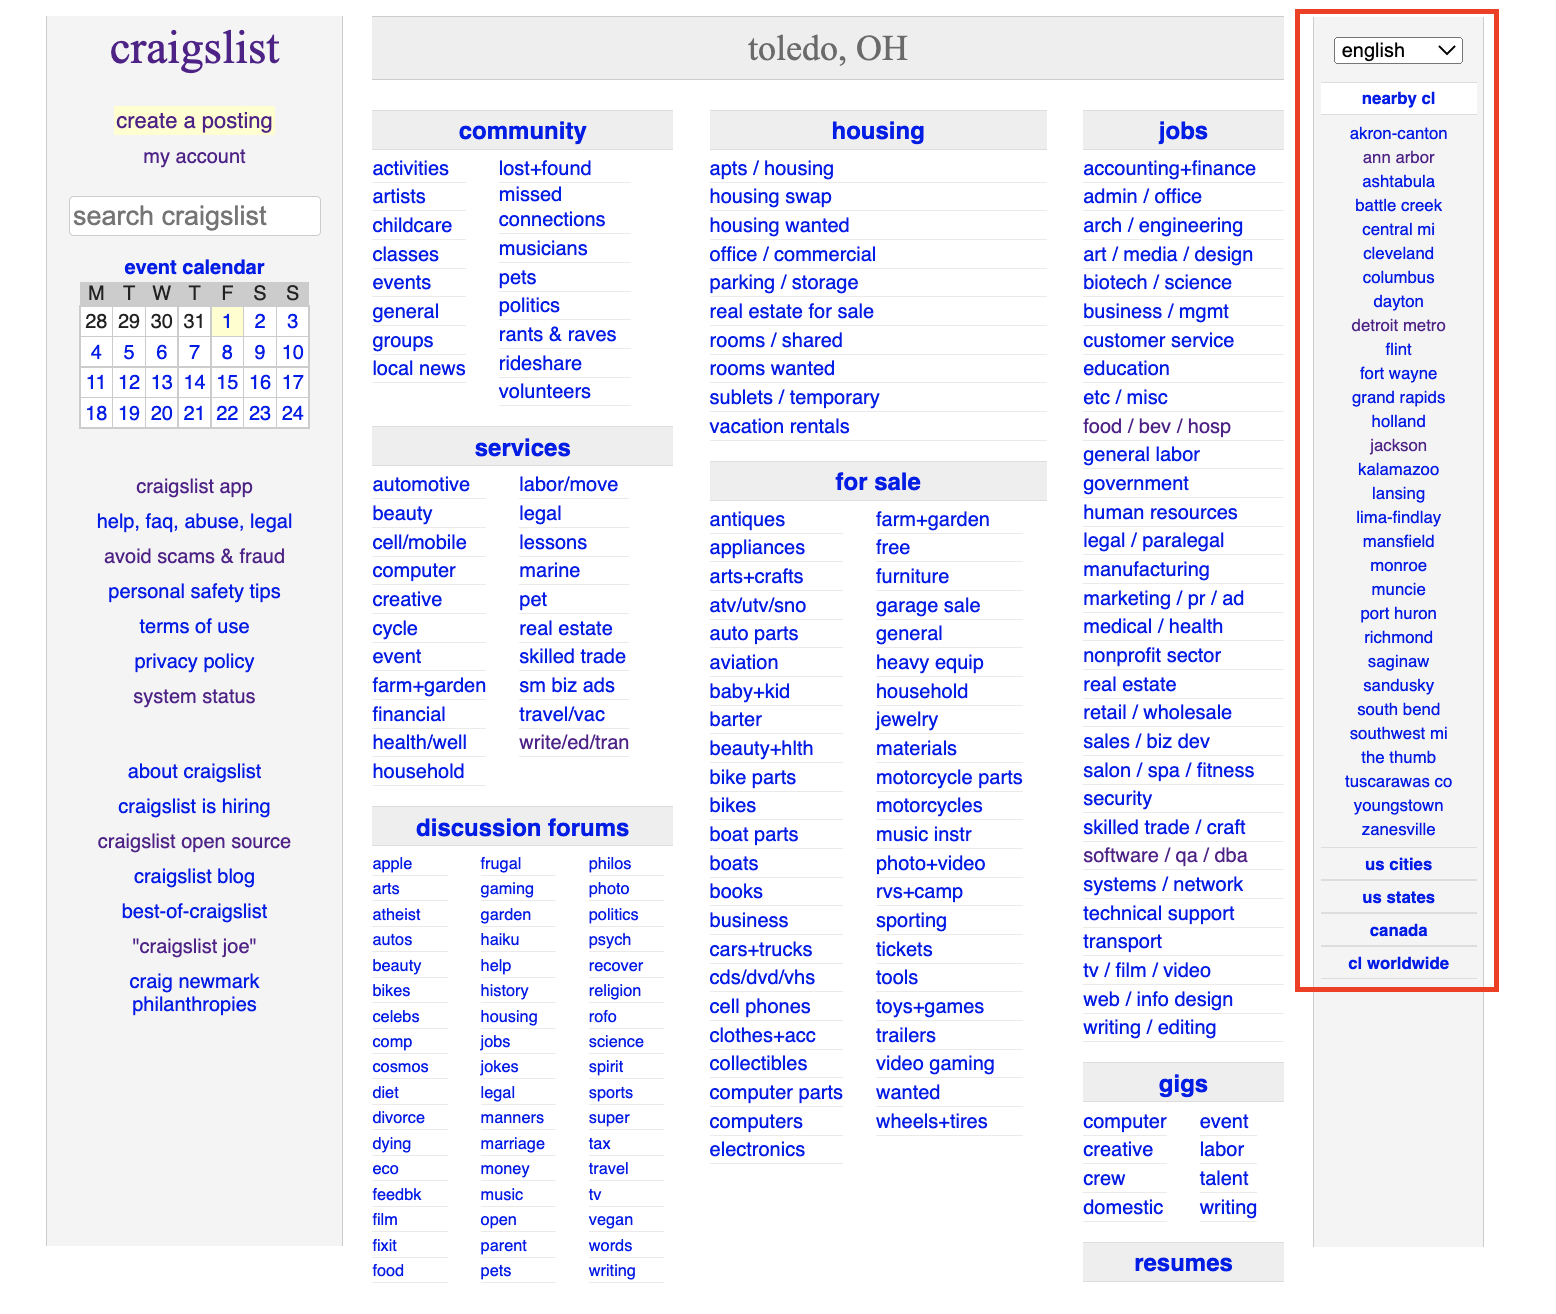 craigslist
create a posting
my account
search craigslist
event calendar
M T W T F S S
28 29 30 31 1 2 3
4 5 6 7 8 9 10
11 12 13 14 15 16 17
18 19 20 21 22 23 24
craigslist app
help, faq, abuse, legal
avoid scams & fraud
personal safety tips
terms of use
privacy policy
system status
about craigslist
craigslist is hiring
craigslist open source
craigslist blog
best-of-craigslist
"craigslist joe"
craig newmark
philanthropies
toledo, OH
community
activities
artists
childcare
classes
events
general
groups
local news
lost+found
missed
connections
musicians
pets
politics
rants & raves
rideshare
volunteers
services
automotive
beauty
cell/mobile
computer
creative
cycle
event
farm+garden
financial
health/well
household
labor/move
legal
lessons
marine
pet
real estate
skilled trade
sm biz ads
travel/vac
write/ed/tran
discussion forums
apple
arts
atheist
autos
beauty
bikes
celebs
comp
cosmos
diet
divorce
dying
eco
feedbk
film
fixit
food
frugal
gaming
garden
haiku
help
history
housing
jobs
jokes
legal
manners
marriage
money
music
open
parent
pets
philos
photo
politics
psych
recover
religion
rofo
science
spirit
sports
super
tax
travel
tv
vegan
words
writing
housing
apts / housing
housing swap
housing wanted
office / commercial
parking / storage
real estate for sale
rooms / shared
rooms wanted
sublets / temporary
vacation rentals
for sale
antiques
appliances
arts+crafts
atv/utv/sno
auto parts
aviation
baby+kid
barter
beauty+hlth
bike parts
bikes
boat parts
boats
books
business
cars+trucks
cds/dvd/vhs
cell phones
clothes+acc
collectibles
computer parts
computers
electronics
farm+garden
free
furniture
garage sale
general
heavy equip
household
jewelry
materials
motorcycle parts
motorcycles
music instr
photo+video
rvs+camp
sporting
tickets
tools
toys+games
trailers
video gaming
wanted
wheels+tires
jobs
accounting+finance
admin / office
arch / engineering
art / media / design
biotech / science
business / mgmt
customer service
education
etc / misc
food / bev / hosp
general labor
government
human resources
legal / paralegal
manufacturing
marketing / pr / ad
medical / health
nonprofit sector
real estate
retail / wholesale
sales / biz dev
salon / spa / fitness
security
skilled trade / craft
software / qa / dba
systems / network
technical support
transport
tv / film / video
web / info design
writing / editing
gigs
computer
creative
crew
domestic
event
labor
talent
writing
resumes
english
nearby cl
akron-canton
ann arbor
ashtabula
battle creek
central mi
cleveland
columbus
dayton
detroit metro
flint
fort wayne
grand rapids
holland
jackson
kalamazoo
lansing
lima-findlay
mansfield
monroe
muncie
port huron
richmond
saginaw
sandusky
south bend
southwest mi
the thumb
tuscarawas co
youngstown
zanesville
us cities
us states
canada
cl worldwide